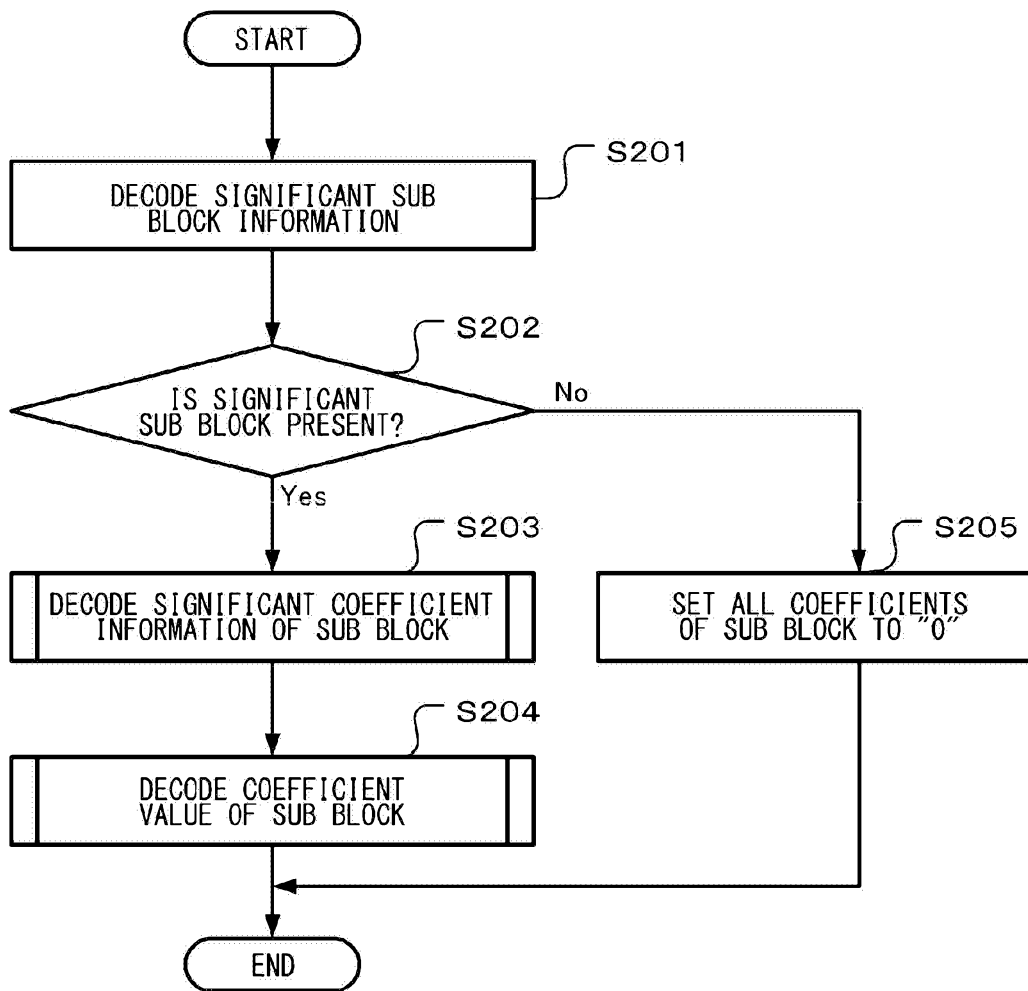 START
S201
DECODE SIGNIFICANT SUB
BLOCK INFORMATION
S202
IS SIGNIFICANT
SUB BLOCK PRESENT?
No
Yes
S203
DECODE SIGNIFICANT COEFFICIENT
INFORMATION OF SUB BLOCK
S205
SET ALL COEFFICIENTS
OF SUB BLOCK TO "0"
S204
DECODE COEFFICIENT
VALUE OF SUB BLOCK
END